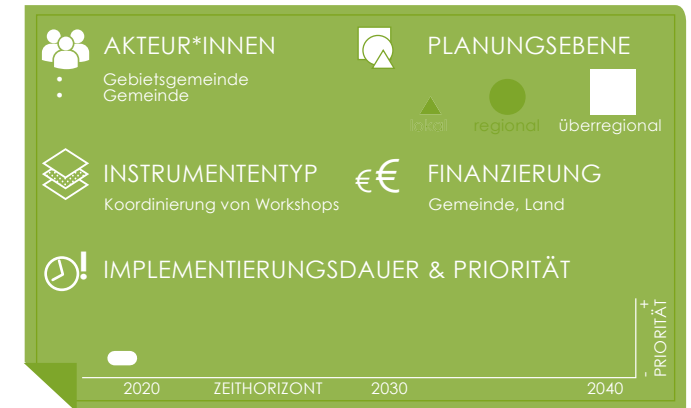 AKTEUR*INNEN
• Gebietsgemeinde
• Gemeinde
PLANUNGSEBENE
lokal regional überregional
INSTRUMENTENTYP
Koordinierung von Workshops
€€ FINANZIERUNG
Gemeinde, Land
! IMPLEMENTIERUNGSDAUER & PRIORITÄT
- PRIORITÄT +
2020 ZEITHORIZONT 2030 2040